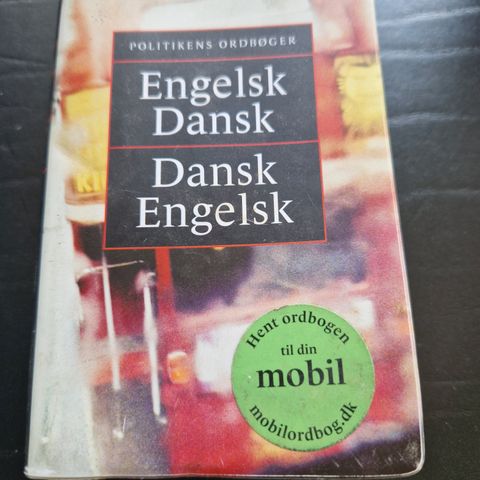 POLITIKENS ORDBØGER
Engelsk
Dansk
Dansk
Engelsk
Hent ordbogen
til din
mobil
mobilordbog.dk